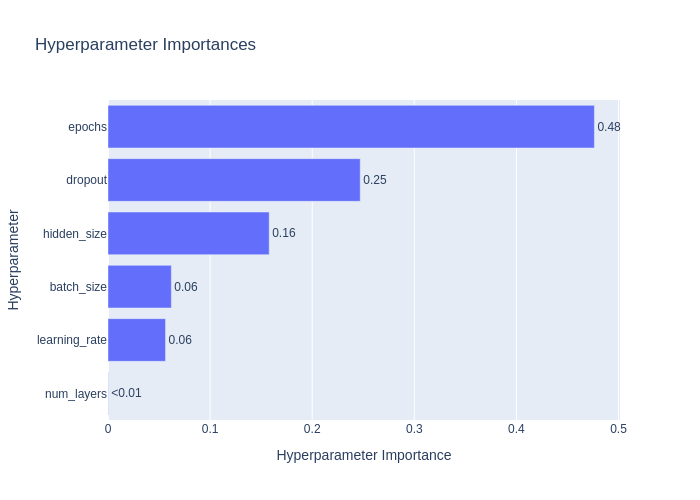 Hyperparameter Importances
epochs
0.48
dropout
0.25
hidden_size
0.16
batch_size
0.06
learning_rate
0.06
num_layers
<0.01
0
0.1
0.2
0.3
0.4
0.5
Hyperparameter Importance
Hyperparameter